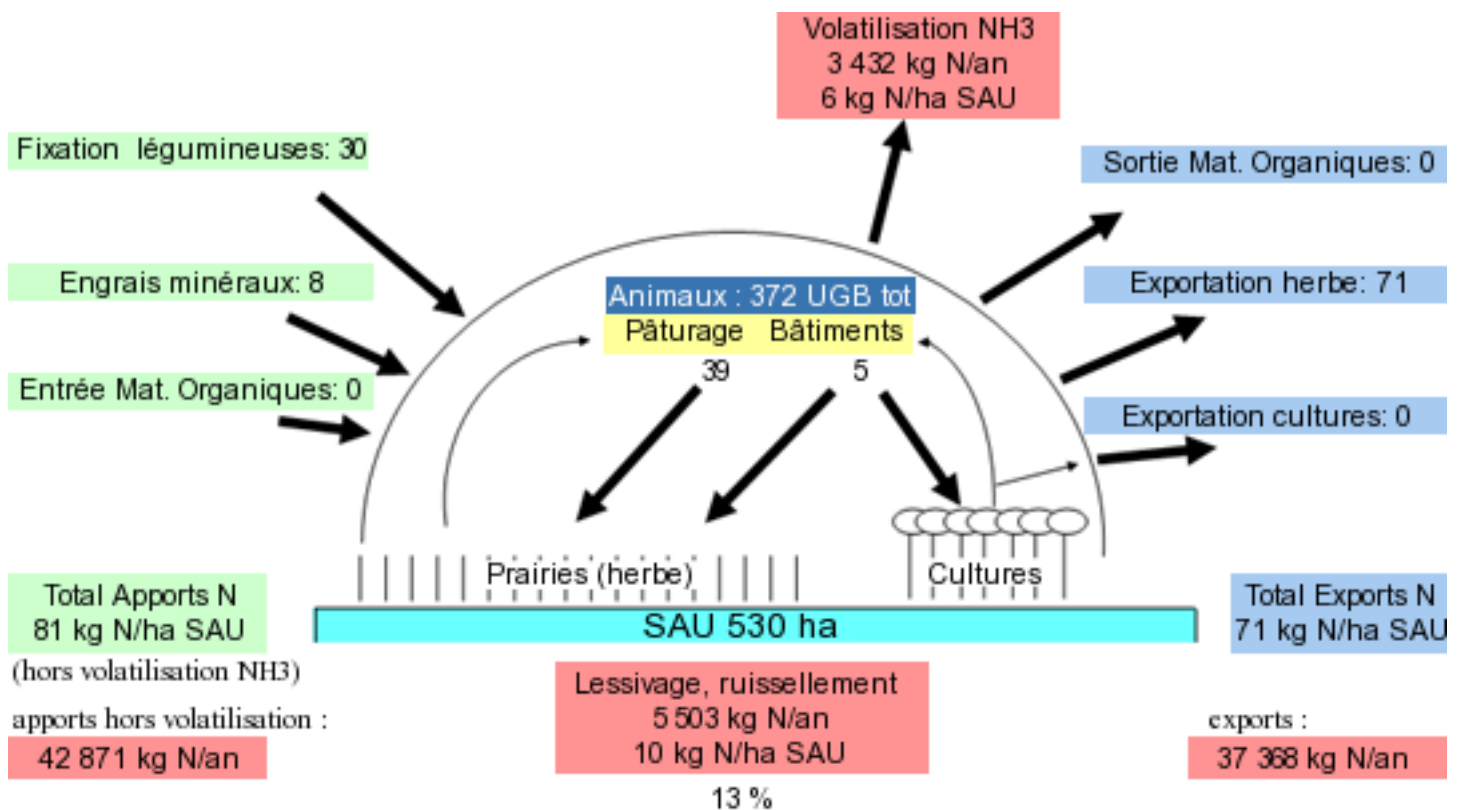 Volatilisation NH3
3 432 kg N/an
6 kg N/ha SAU
Fixation légumineuses: 30
Sortie Mat. Organiques: 0
Engrais minéraux: 8
Animaux : 372 UGB tot
Exportation herbe: 71
Pâturage Bâtiments
39 5
Entrée Mat. Organiques: 0
Exportation cultures: 0
Prairies (herbe)
Cultures
Total Apports N
81 kg N/ha SAU
(hors volatilisation NH3)
SAU 530 ha
Total Exports N
71 kg N/ha SAU
apports hors volatilisation :
42 871 kg N/an
Lessivage, ruissellement
5 503 kg N/an
10 kg N/ha SAU
13 %
exports :
37 368 kg N/an